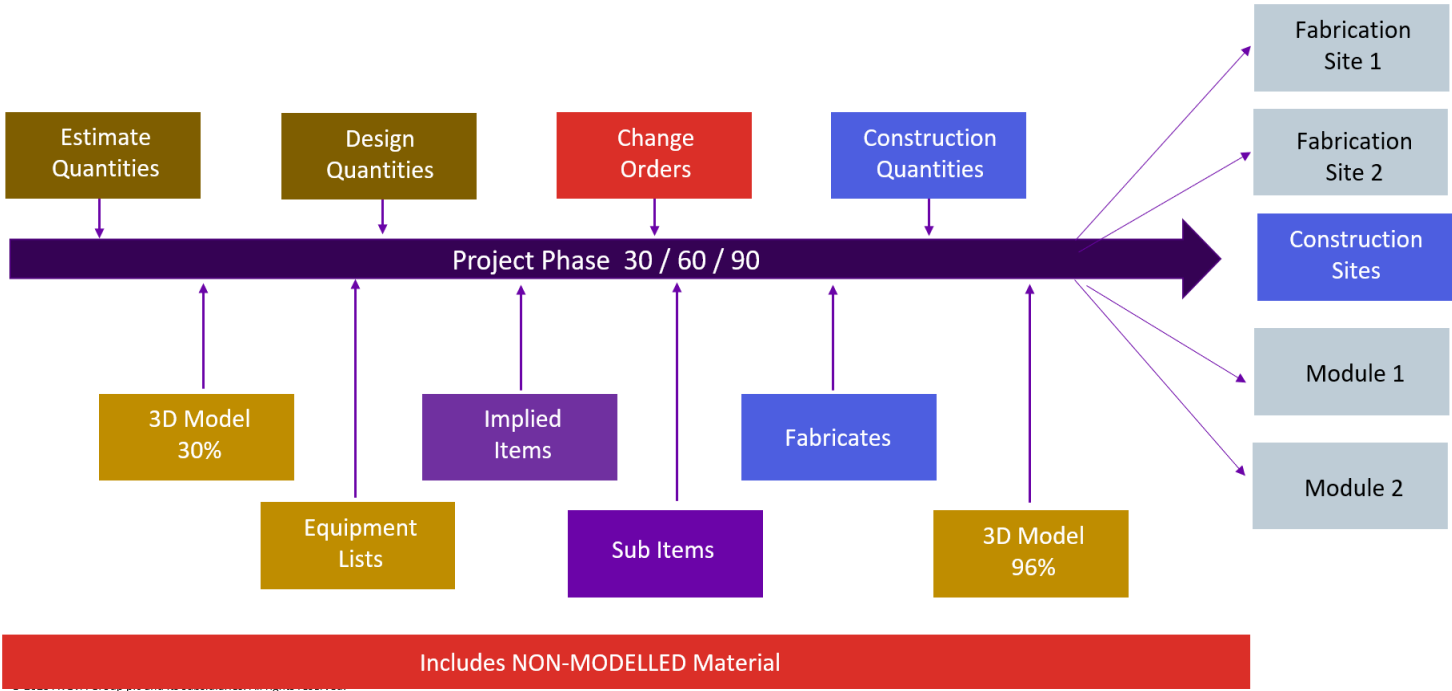 Fabrication
Site 1
Estimate
Quantities
Design
Quantities
Change
Orders
Construction
Quantities
Fabrication
Site 2
Project Phase 30 / 60 / 90
Construction
Sites
3D Model
30%
Implied
Items
Fabricates
Module 1
Equipment
Lists
Sub Items
3D Model
96%
Module 2
Includes NON-MODELLED Material